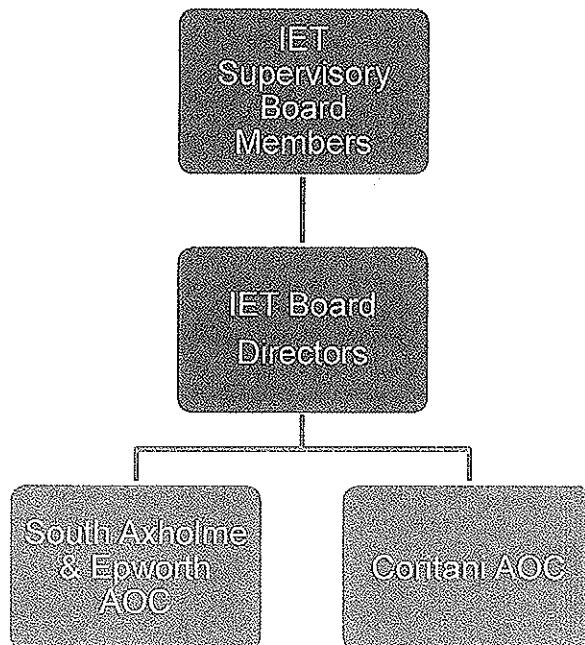 IET
Supervisory
Board
Members
IET Board
Directors
South Axholme
& Epworth
AOC
Coritani AOC